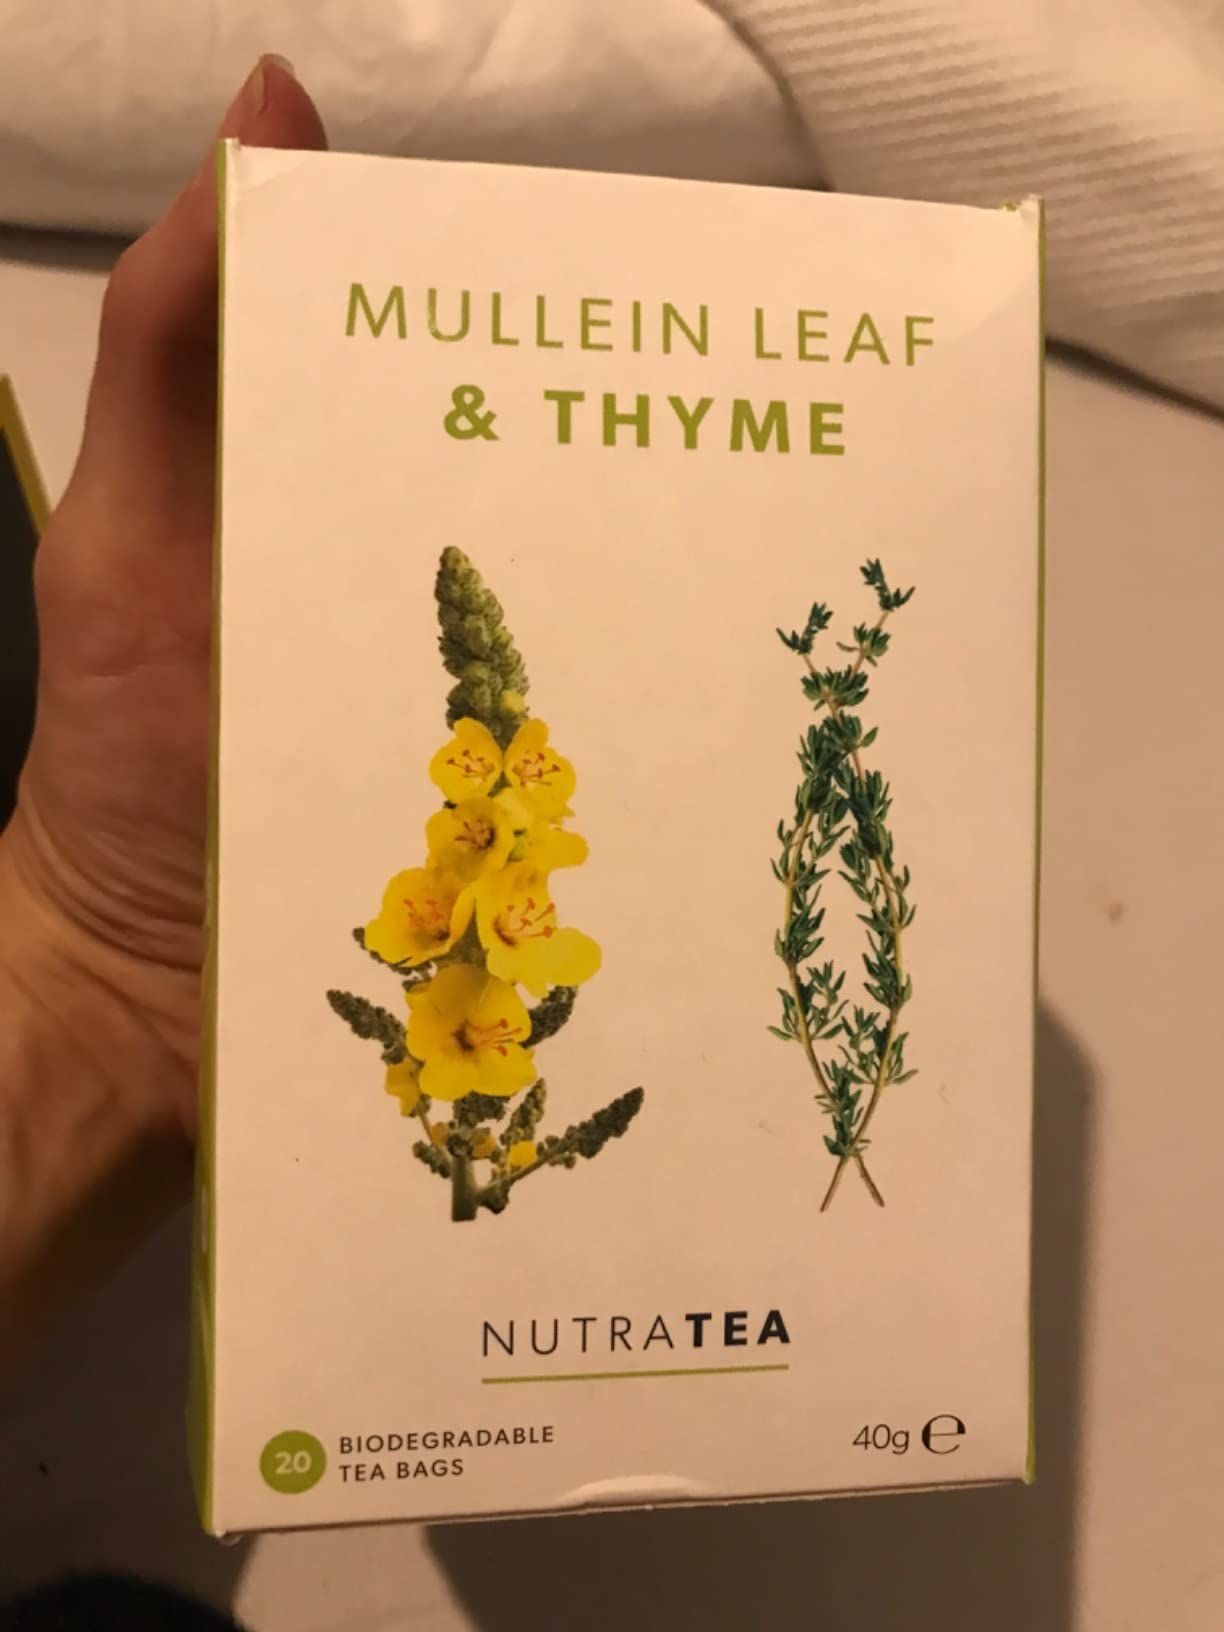 MULLEIN LEAF
& THYME
NUTRATEA
20
BIODEGRADABLE
TEA BAGS
40g ℮